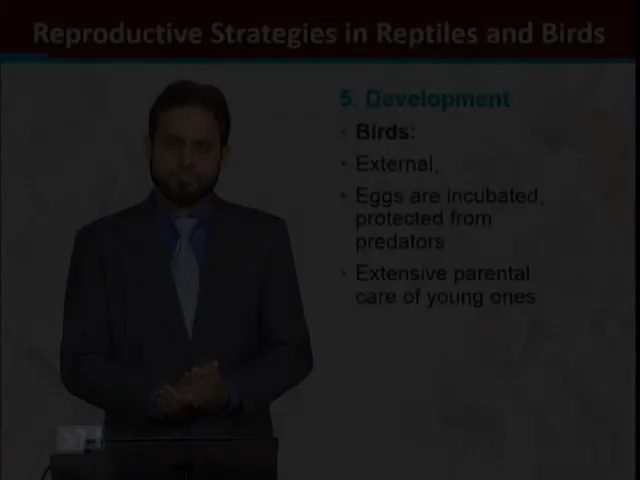 Reproductive Strategies in Reptiles and Birds
5. Development
• Birds:
• External,
• Eggs are incubated,
protected from
predators
• Extensive parental
care of young ones